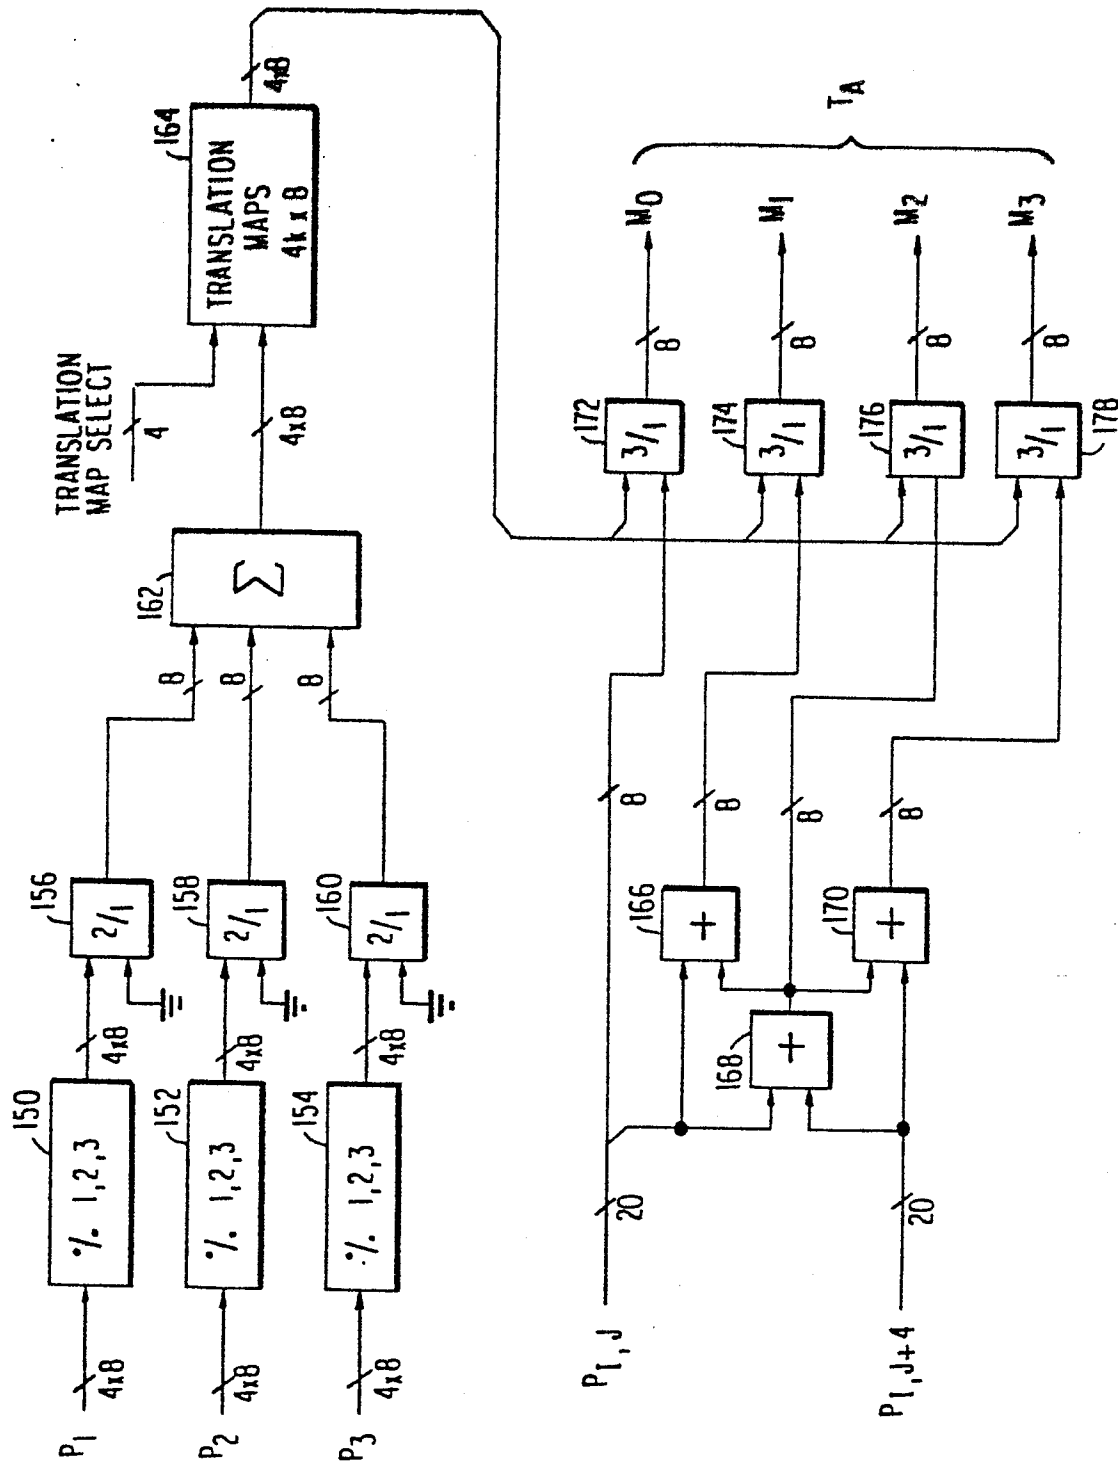 P1
4x8
150
·/. 1,2,3
4x8
156
2/1
8
P2
4x8
152
·/. 1,2,3
4x8
158
2/1
8
P3
4x8
154
·/. 1,2,3
4x8
160
2/1
8
162
Σ
4x8
TRANSLATION
MAP SELECT
4
164
TRANSLATION
MAPS
4k x 8
4x8
PI,J
20
8
172
3/1
8
M0
166
+
8
174
3/1
8
M1
168
+
8
176
3/1
8
M2
PI,J+4
20
170
+
8
178
3/1
8
M3
TA